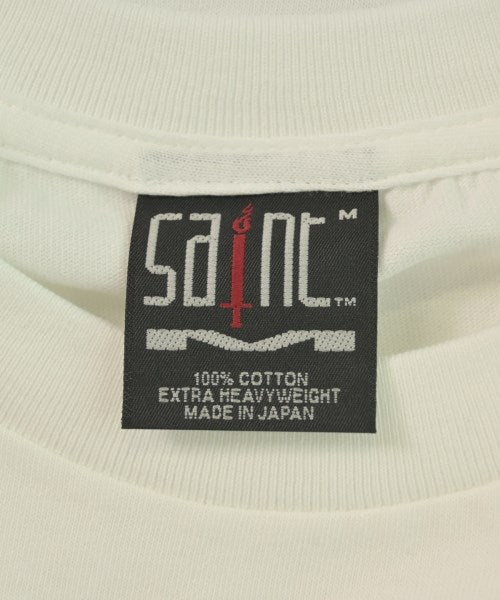 saint M
TM
100% COTTON
EXTRA HEAVYWEIGHT
MADE IN JAPAN